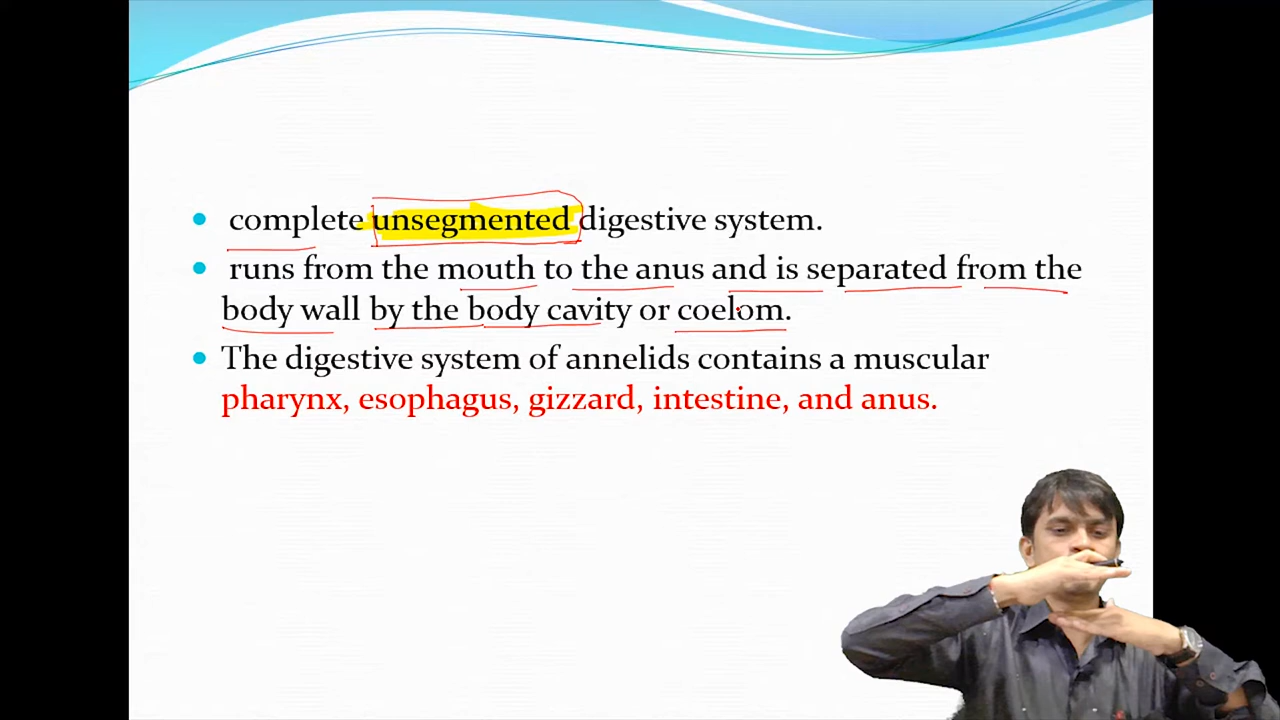 complete unsegmented digestive system.
runs from the mouth to the anus and is separated from the
body wall by the body cavity or coelom.
The digestive system of annelids contains a muscular
pharynx, esophagus, gizzard, intestine, and anus.